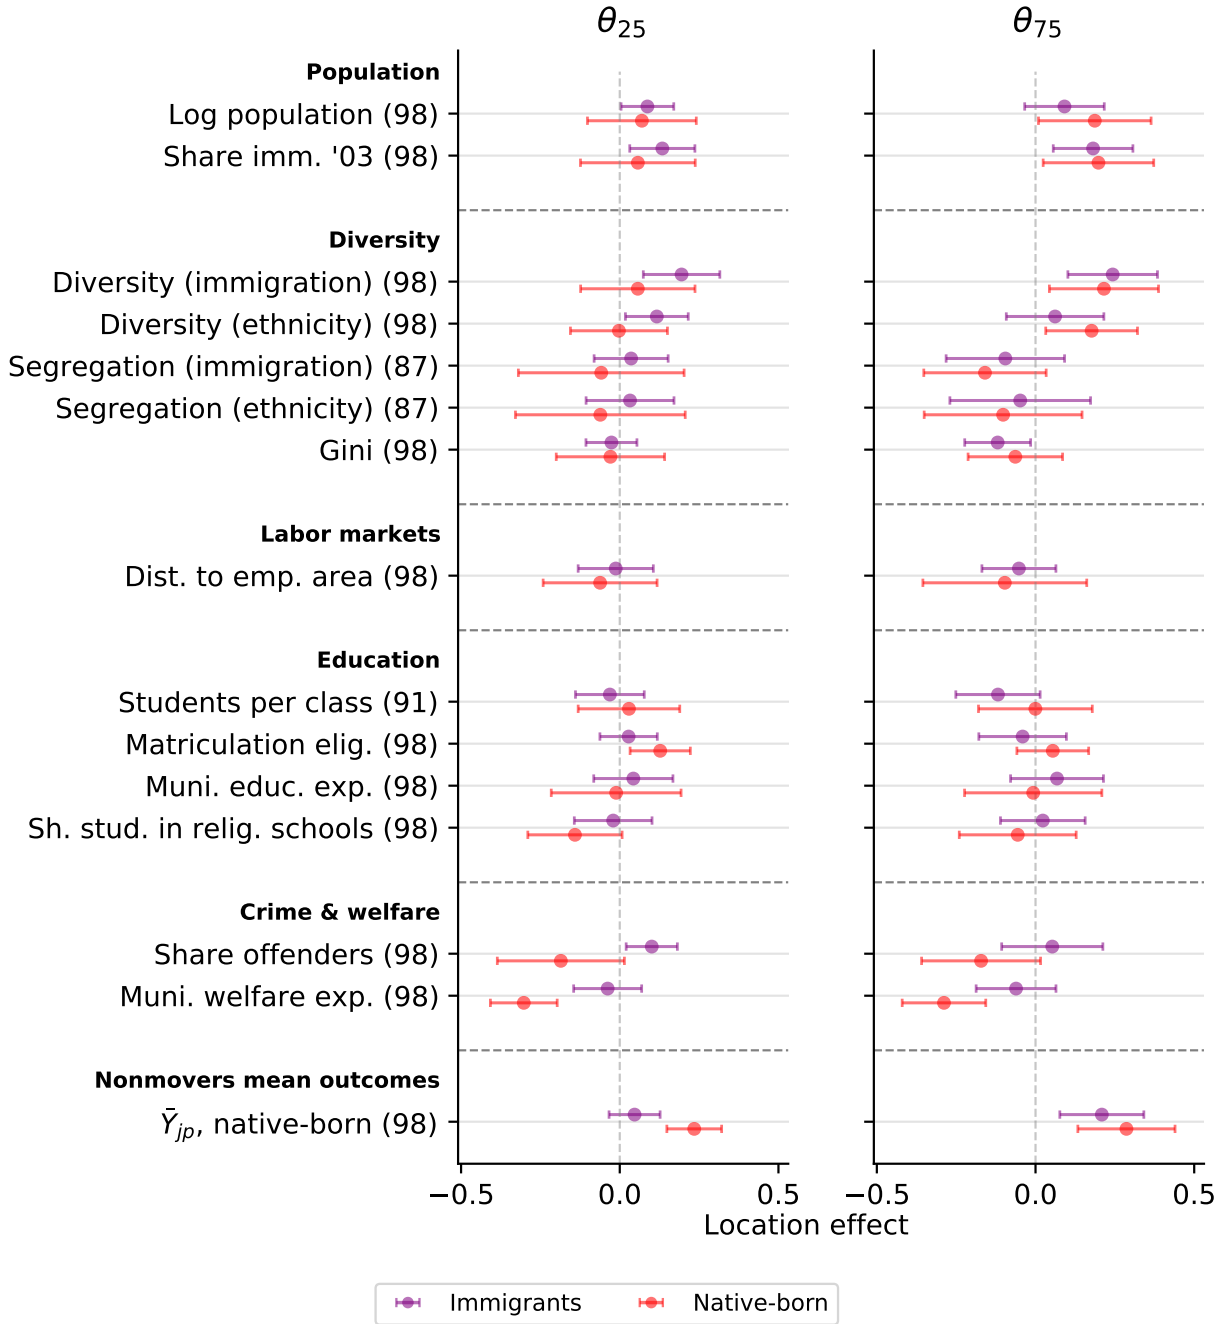 θ25 θ75
Population
Log population (98)
Share imm. '03 (98)
Diversity
Diversity (immigration) (98)
Diversity (ethnicity) (98)
Segregation (immigration) (87)
Segregation (ethnicity) (87)
Gini (98)
Labor markets
Dist. to emp. area (98)
Education
Students per class (91)
Matriculation elig. (98)
Muni. educ. exp. (98)
Sh. stud. in relig. schools (98)
Crime & welfare
Share offenders (98)
Muni. welfare exp. (98)
Nonmovers mean outcomes
Ȳjp, native-born (98)
−0.5 0.0 0.5 −0.5 0.0 0.5
Location effect
Immigrants Native-born